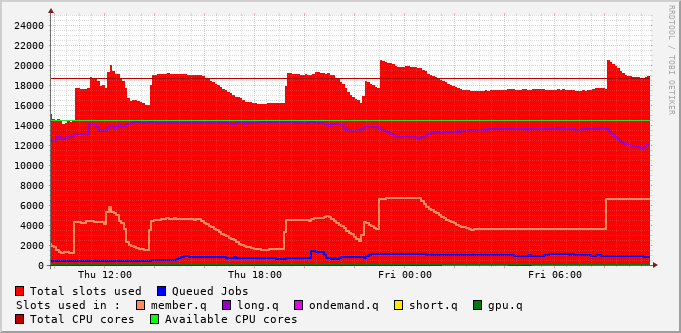 24000
22000
20000
18000
16000
14000
12000
10000
8000
6000
4000
2000
0
Thu 12:00 Thu 18:00 Fri 00:00 Fri 06:00
Total slots used Queued Jobs
Slots used in : member.q long.q ondemand.q short.q gpu.q
Total CPU cores Available CPU cores
RRDTOOL / TOBI OETIKER